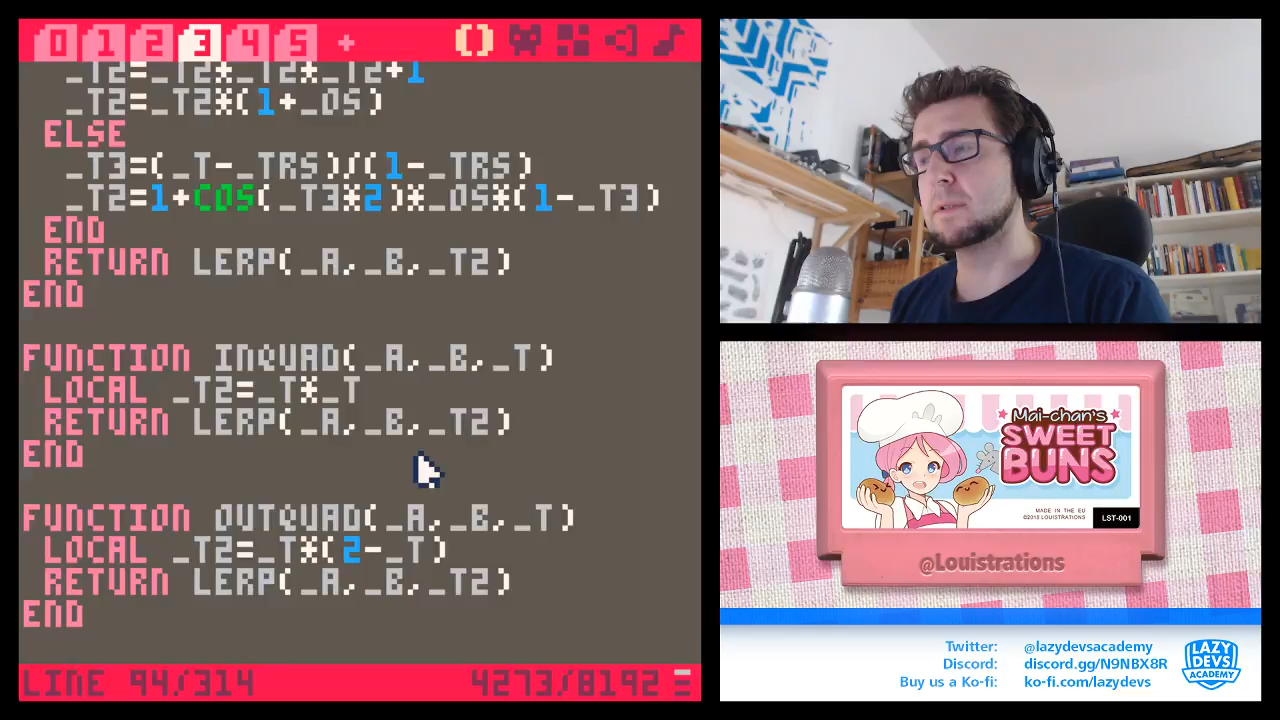 0 1 2 3 4 5 +
_T2=_T2*_T2*_T2+1
_T2=_T2*(1+_OS)
ELSE
_T3=(_T-_TRS)/(1-_TRS)
_T2=1+COS(_T3*2)*_OS*(1-_T3)
END
RETURN LERP(_A,_B,_T2)
END
FUNCTION INQUAD(_A,_B,_T)
LOCAL _T2=_T*_T
RETURN LERP(_A,_B,_T2)
END
FUNCTION OUTQUAD(_A,_B,_T)
LOCAL _T2=_T*(2-_T)
RETURN LERP(_A,_B,_T2)
END
LINE 94/314
4273/8192
Mai-chan's
SWEET
BUNS
MADE IN THE EU
©2018 LOUISTRATIONS
LST-001
@Louistrations
Twitter: @lazydevsacademy
Discord: discord.gg/N9NBX8R
Buy us a Ko-fi: ko-fi.com/lazydevs
LAZY
DEVS
ACADEMY